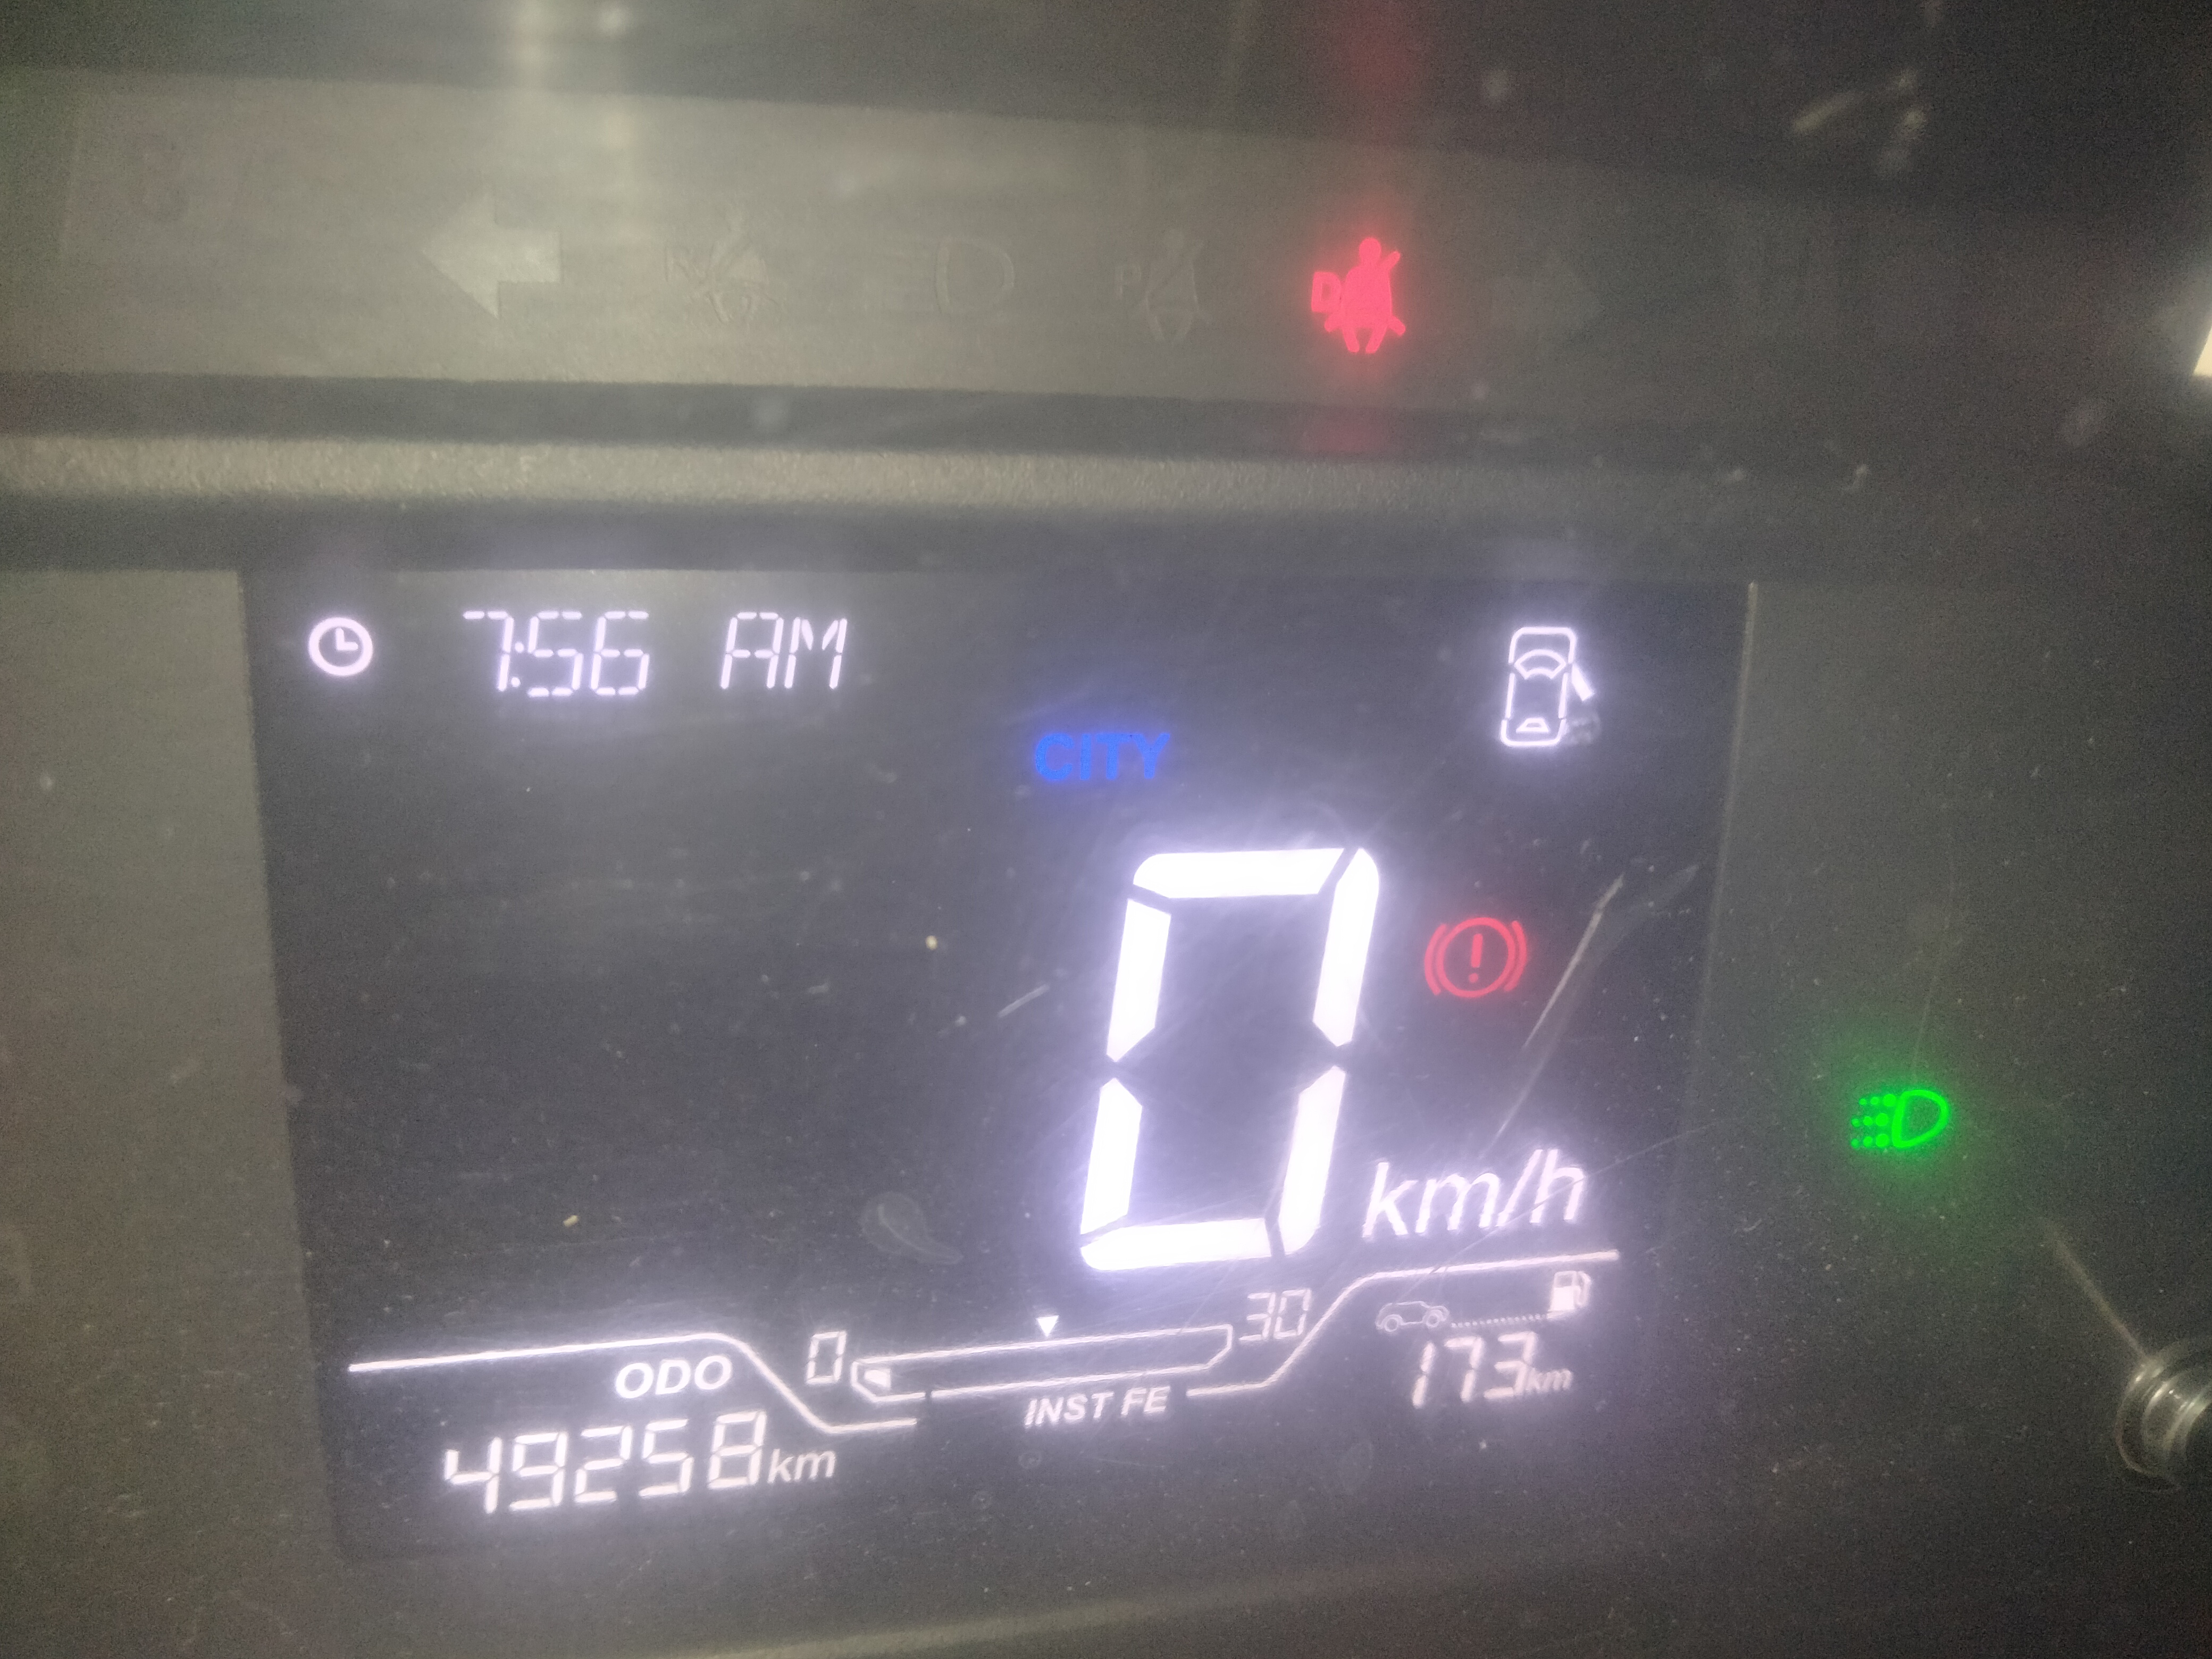 D
7:56 AM
CITY
0
km/h
0
30
ODO
INST FE
173km
49258km